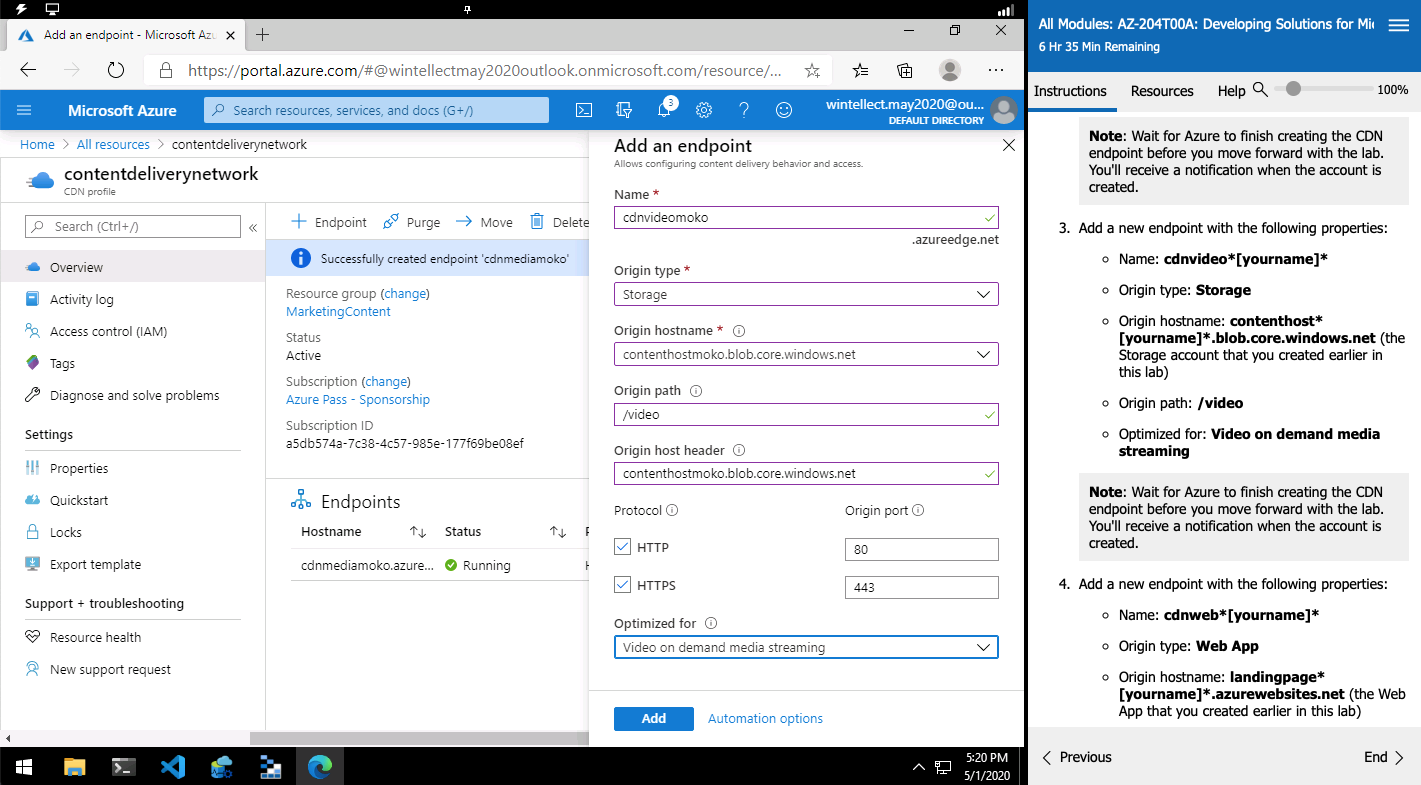 Add an endpoint - Microsoft Azu
https://portal.azure.com/#@wintellectmay2020outlook.onmicrosoft.com/resource/...
Microsoft Azure
Search resources, services, and docs (G+/)
3
wintellect.may2020@ou...
DEFAULT DIRECTORY
Home > All resources > contentdeliverynetwork
contentdeliverynetwork
CDN profile
Search (Ctrl+/)
«
Overview
Activity log
Access control (IAM)
Tags
Diagnose and solve problems
Settings
Properties
Quickstart
Locks
Export template
Support + troubleshooting
Resource health
New support request
Endpoint
Purge
Move
Delete
Successfully created endpoint 'cdnmediamoko'
Resource group (change)
MarketingContent
Status
Active
Subscription (change)
Azure Pass - Sponsorship
Subscription ID
a5db574a-7c38-4c57-985e-177f69be08ef
Endpoints
Hostname
Status
cdnmediamoko.azure...
Running
Add an endpoint
Allows configuring content delivery behavior and access.
Name *
cdnvideomoko
.azureedge.net
Origin type *
Storage
Origin hostname *
contenthostmoko.blob.core.windows.net
Origin path
/video
Origin host header
contenthostmoko.blob.core.windows.net
Protocol
Origin port
HTTP
80
HTTPS
443
Optimized for
Video on demand media streaming
Add
Automation options
5:20 PM
5/1/2020
All Modules: AZ-204T00A: Developing Solutions for Mi
6 Hr 35 Min Remaining
Instructions
Resources
Help
100%
Note: Wait for Azure to finish creating the CDN
endpoint before you move forward with the lab.
You'll receive a notification when the account is
created.
3. Add a new endpoint with the following properties:
Name: cdnvideo*[yourname]*
Origin type: Storage
Origin hostname: contenthost*
[yourname]*.blob.core.windows.net (the
Storage account that you created earlier in
this lab)
Origin path: /video
Optimized for: Video on demand media
streaming
Note: Wait for Azure to finish creating the CDN
endpoint before you move forward with the lab.
You'll receive a notification when the account is
created.
4. Add a new endpoint with the following properties:
Name: cdnweb*[yourname]*
Origin type: Web App
Origin hostname: landingpage*
[yourname]*.azurewebsites.net (the Web
App that you created earlier in this lab)
Previous
End